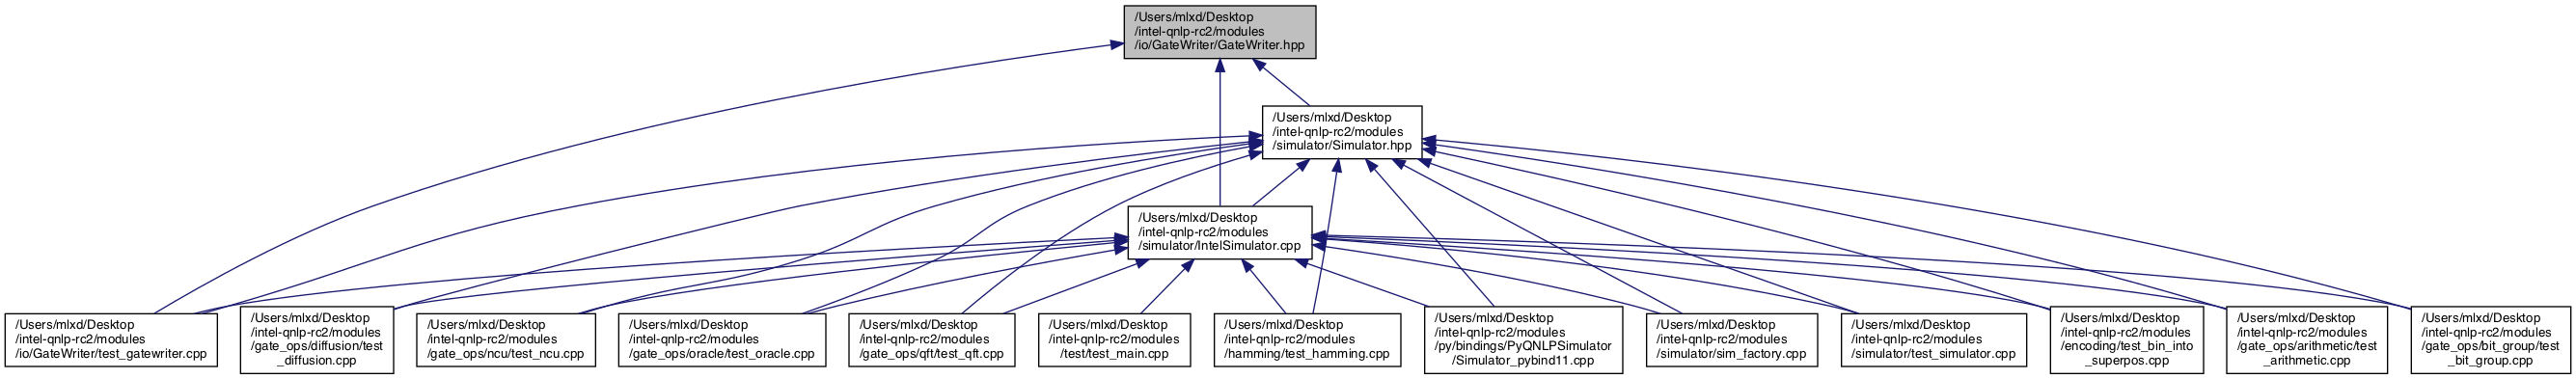 /Users/mlxd/Desktop
/intel-qnlp-rc2/modules
/io/GateWriter/GateWriter.hpp
/Users/mlxd/Desktop
/intel-qnlp-rc2/modules
/simulator/Simulator.hpp
/Users/mlxd/Desktop
/intel-qnlp-rc2/modules
/simulator/IntelSimulator.cpp
/Users/mlxd/Desktop
/intel-qnlp-rc2/modules
/io/GateWriter/test_gatewriter.cpp
/Users/mlxd/Desktop
/intel-qnlp-rc2/modules
/gate_ops/diffusion/test
_diffusion.cpp
/Users/mlxd/Desktop
/intel-qnlp-rc2/modules
/gate_ops/ncu/test_ncu.cpp
/Users/mlxd/Desktop
/intel-qnlp-rc2/modules
/gate_ops/oracle/test_oracle.cpp
/Users/mlxd/Desktop
/intel-qnlp-rc2/modules
/gate_ops/qft/test_qft.cpp
/Users/mlxd/Desktop
/intel-qnlp-rc2/modules
/test/test_main.cpp
/Users/mlxd/Desktop
/intel-qnlp-rc2/modules
/hamming/test_hamming.cpp
/Users/mlxd/Desktop
/intel-qnlp-rc2/modules
/py/bindings/PyQNLPSimulator
/Simulator_pybind11.cpp
/Users/mlxd/Desktop
/intel-qnlp-rc2/modules
/simulator/sim_factory.cpp
/Users/mlxd/Desktop
/intel-qnlp-rc2/modules
/simulator/test_simulator.cpp
/Users/mlxd/Desktop
/intel-qnlp-rc2/modules
/encoding/test_bin_into
_superpos.cpp
/Users/mlxd/Desktop
/intel-qnlp-rc2/modules
/gate_ops/arithmetic/test
_arithmetic.cpp
/Users/mlxd/Desktop
/intel-qnlp-rc2/modules
/gate_ops/bit_group/test
_bit_group.cpp